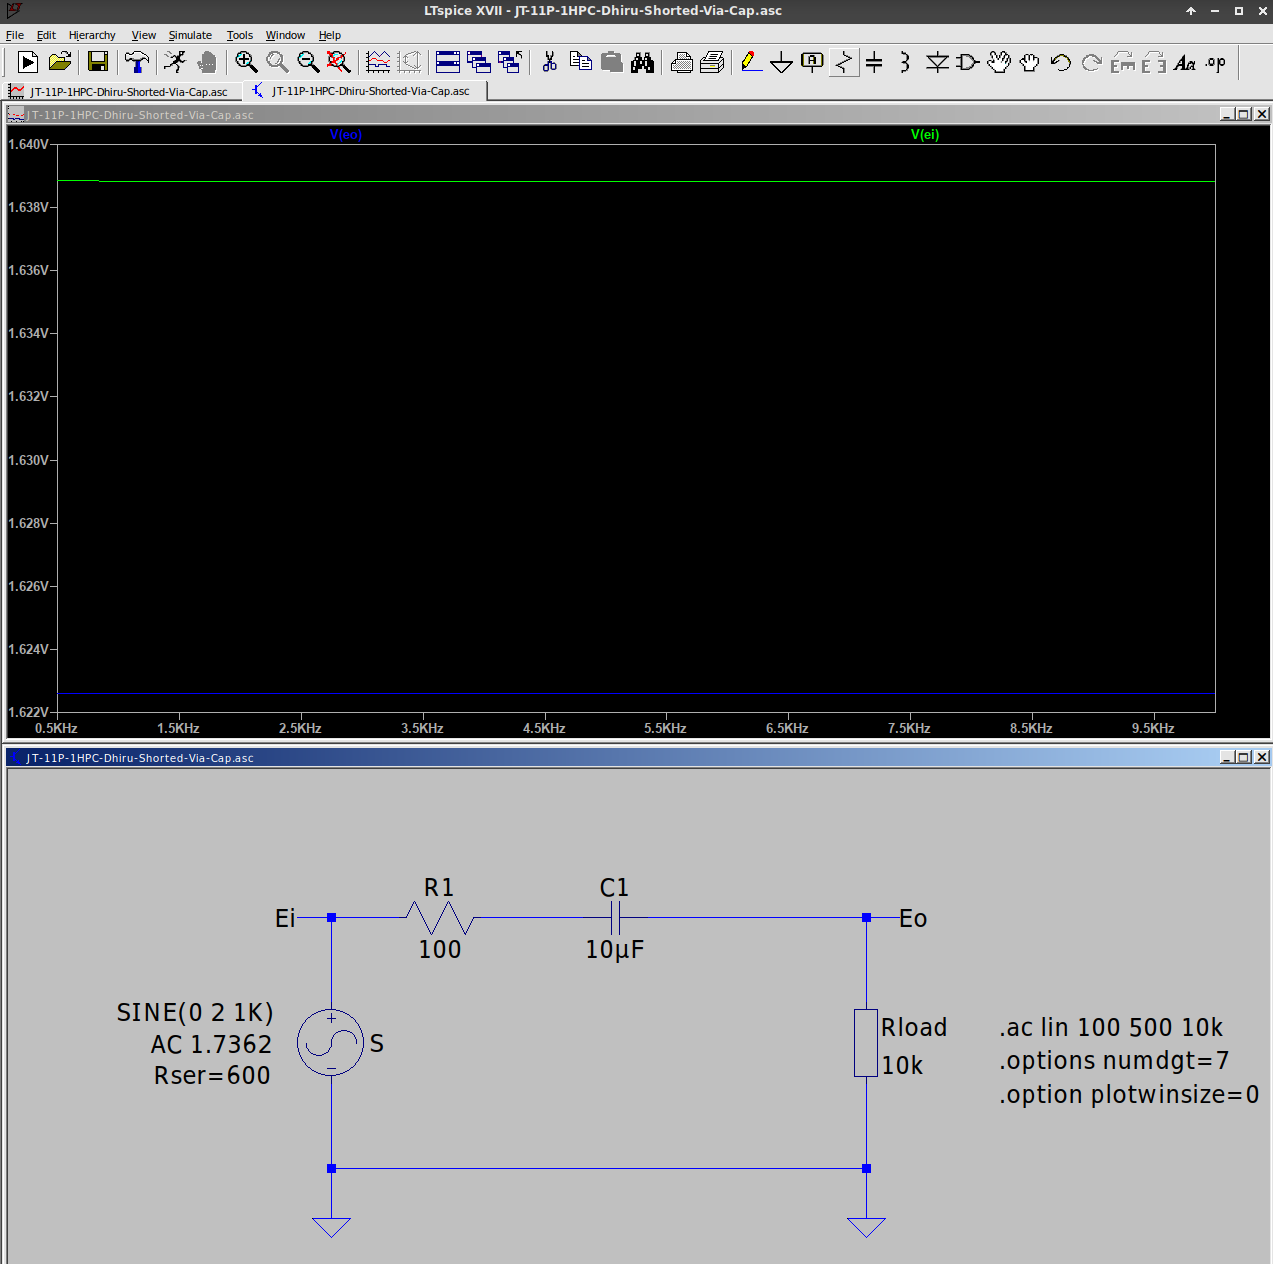 LTspice XVII - JT-11P-1HPC-Dhiru-Shorted-Via-Cap.asc
File Edit Hierarchy View Simulate Tools Window Help
JT-11P-1HPC-Dhiru-Shorted-Via-Cap.asc JT-11P-1HPC-Dhiru-Shorted-Via-Cap.asc
JT-11P-1HPC-Dhiru-Shorted-Via-Cap.asc
V(eo) V(ei)
1.640V
1.638V
1.636V
1.634V
1.632V
1.630V
1.628V
1.626V
1.624V
1.622V
0.5KHz 1.5KHz 2.5KHz 3.5KHz 4.5KHz 5.5KHz 6.5KHz 7.5KHz 8.5KHz 9.5KHz
JT-11P-1HPC-Dhiru-Shorted-Via-Cap.asc
R1 C1
Ei Eo
100 10µF
SINE(0 2 1K)
AC 1.7362 S
Rser=600
Rload
10k
.ac lin 100 500 10k
.options numdgt=7
.option plotwinsize=0